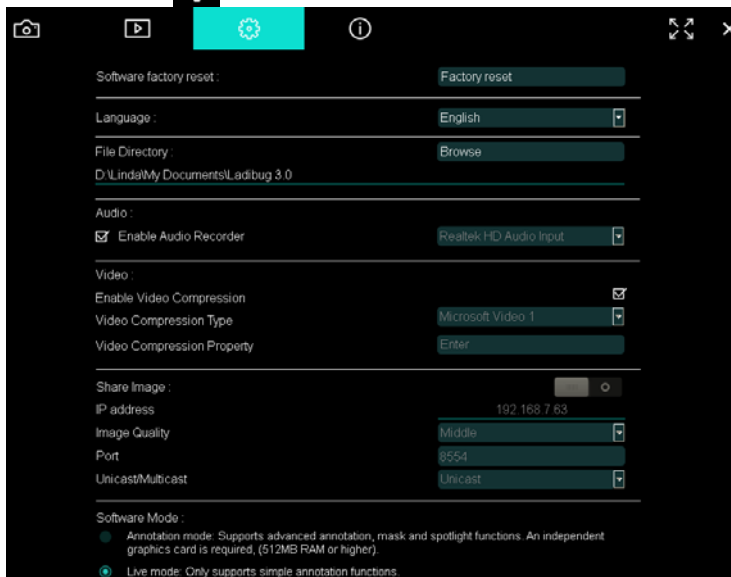 Software factory reset : Factory reset
Language : English
File Directory : Browse
D:\Linda\My Documents\Ladibug 3.0
Audio :
Enable Audio Recorder Realtek HD Audio Input
Video :
Enable Video Compression
Video Compression Type Microsoft Video 1
Video Compression Property Enter
Share Image :
IP address 192.168.7.63
Image Quality Middle
Port 8554
Unicast/Multicast Unicast
Software Mode :
Annotation mode: Supports advanced annotation, mask and spotlight functions. An independent
graphics card is required, (512MB RAM or higher).
Live mode: Only supports simple annotation functions.